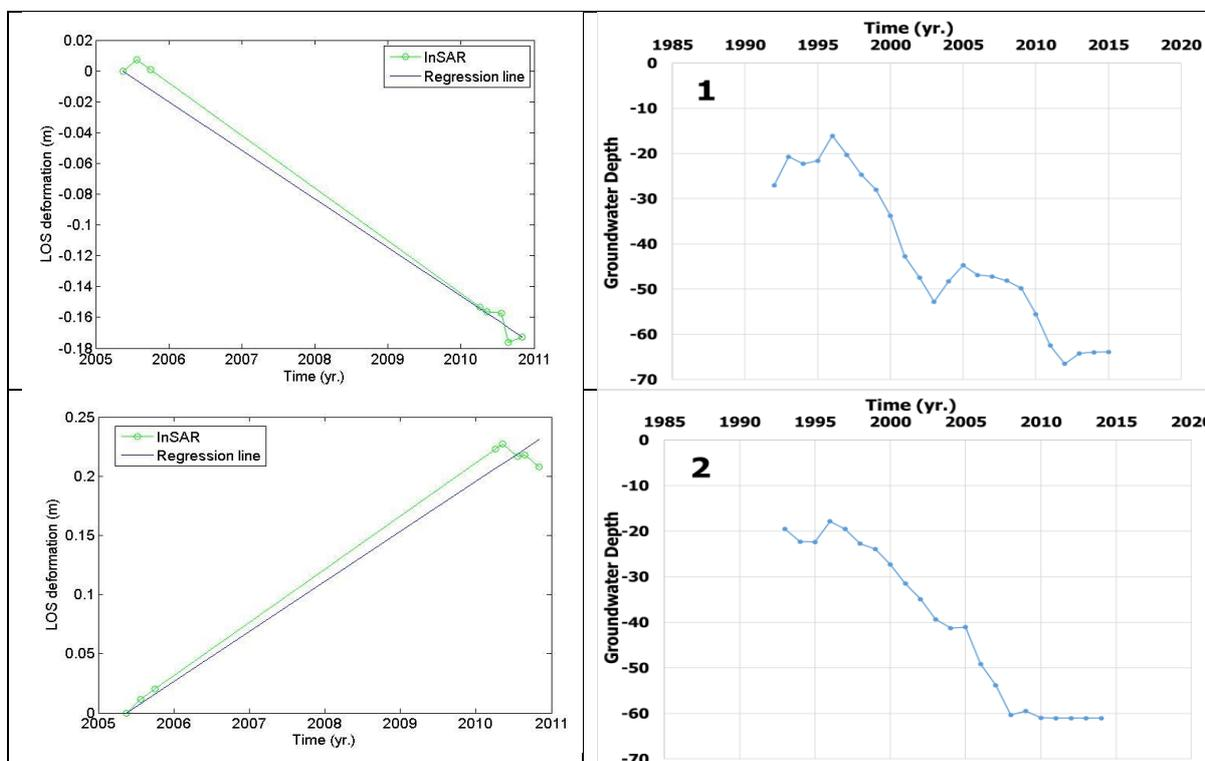 0.02
0
-0.02
-0.04
-0.06
-0.08
-0.1
-0.12
-0.14
-0.16
-0.18
LOS deformation (m)
InSAR
Regression line
2005 2006 2007 2008 2009 2010 2011
Time (yr.)
Time (yr.)
1985 1990 1995 2000 2005 2010 2015 2020
1
Groundwater Depth
0
-10
-20
-30
-40
-50
-60
-70
0.25
0.2
0.15
0.1
0.05
0
LOS deformation (m)
InSAR
Regression line
2005 2006 2007 2008 2009 2010 2011
Time (yr.)
Time (yr.)
1985 1990 1995 2000 2005 2010 2015 202
2
Groundwater Depth
0
-10
-20
-30
-40
-50
-60
-70